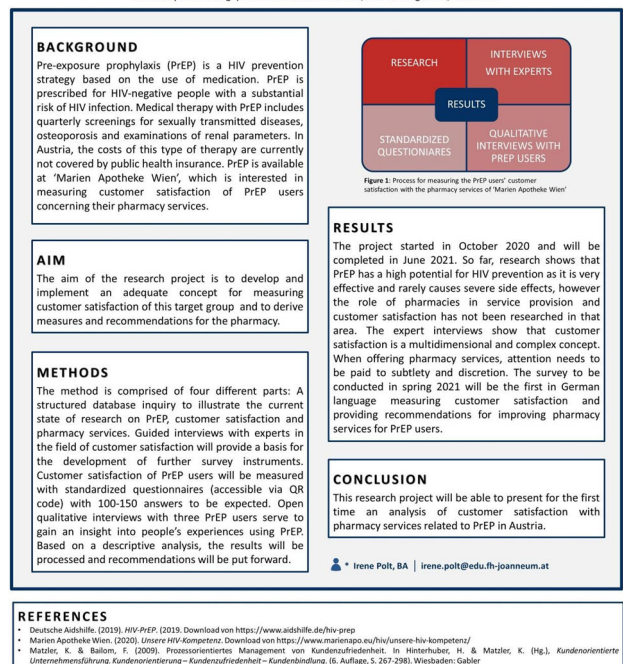 BACKGROUND
Pre-exposure prophylaxis (PrEP) is a HIV prevention
strategy based on the use of medication. PrEP is
prescribed for HIV-negative people with a substantial
risk of HIV infection. Medical therapy with PrEP includes
quarterly screenings for sexually transmitted diseases,
osteoporosis and examinations of renal parameters. In
Austria, the costs of this type of therapy are currently
not covered by public health insurance. PrEP is available
at ‘Marien Apotheke Wien’, which is interested in
measuring customer satisfaction of PrEP users
concerning their pharmacy services.
AIM
The aim of the research project is to develop and
implement an adequate concept for measuring
customer satisfaction of this target group and to derive
measures and recommendations for the pharmacy.
METHODS
The method is comprised of four different parts: A
structured database inquiry to illustrate the current
state of research on PrEP, customer satisfaction and
pharmacy services. Guided interviews with experts in
the field of customer satisfaction will provide a basis for
the development of further survey instruments.
Customer satisfaction of PrEP users will be measured
with standardized questonnaires (accessible via QR
code) with 100-150 answers to be expected. Open
qualitative interviews with three PrEP users serve to
gain an insight into people’s experiences using PrEP.
Based on a descriptive analysis, the results will be
processed and recommendations will be put forward.
RESEARCH
INTERVIEWS
WITH EXPERTS
RESULTS
STANDARDIZED
QUESTIONIARES
QUALITATIVE
INTERVIEWS WITH
PREP USERS
Figure 1: Process for measuring the PrEP users’ customer
satisfaction with the pharmacy services of ‘Marien Apotheke Wien’
RESULTS
The project started in October 2020 and will be
completed in June 2021. So far, research shows that
PrEP has a high potential for HIV prevention as it is very
effective and rarely causes severe side effects, however
the role of pharmacies in service provision and
customer satisfaction has not been researched in that
area. The expert interviews show that customer
satisfaction is a multidimensional and complex concept.
When offering pharmacy services, attention needs to
be paid to subtlety and discretion. The survey to be
conducted in spring 2021 will be the first in German
language measuring customer satisfaction and
providing recommendations for improving pharmacy
services for PrEP users.
CONCLUSION
This research project will be able to present for the first
time an analysis of customer satisfaction with
pharmacy services related to PrEP in Austria.
* Irene Polt, BA | irene.polt@edu.fh-joanneum.at
REFERENCES
• Deutsche Aidshilfe. (2019). HIV-PrEP. (2019. Download von https://www.aidshilfe.de/hiv-prep
• Marien Apotheke Wien. (2020). Unsere HIV-Kompetenz. Download von https://www.marienapo.eu/hiv/unsere-hiv-kompetenz/
• Matzler, K. & Bailom, F. (2009). Prozessorientiertes Management von Kundenzufriedenheit. In Hinterhuber, H. & Matzler, K. (Hg.), Kundenorientierte
Unternehmensführung. Kundenorientierung – Kundenzufriedenheit – Kundenbindung. (6. Auflage, S. 267-298). Wiesbaden: Gabler